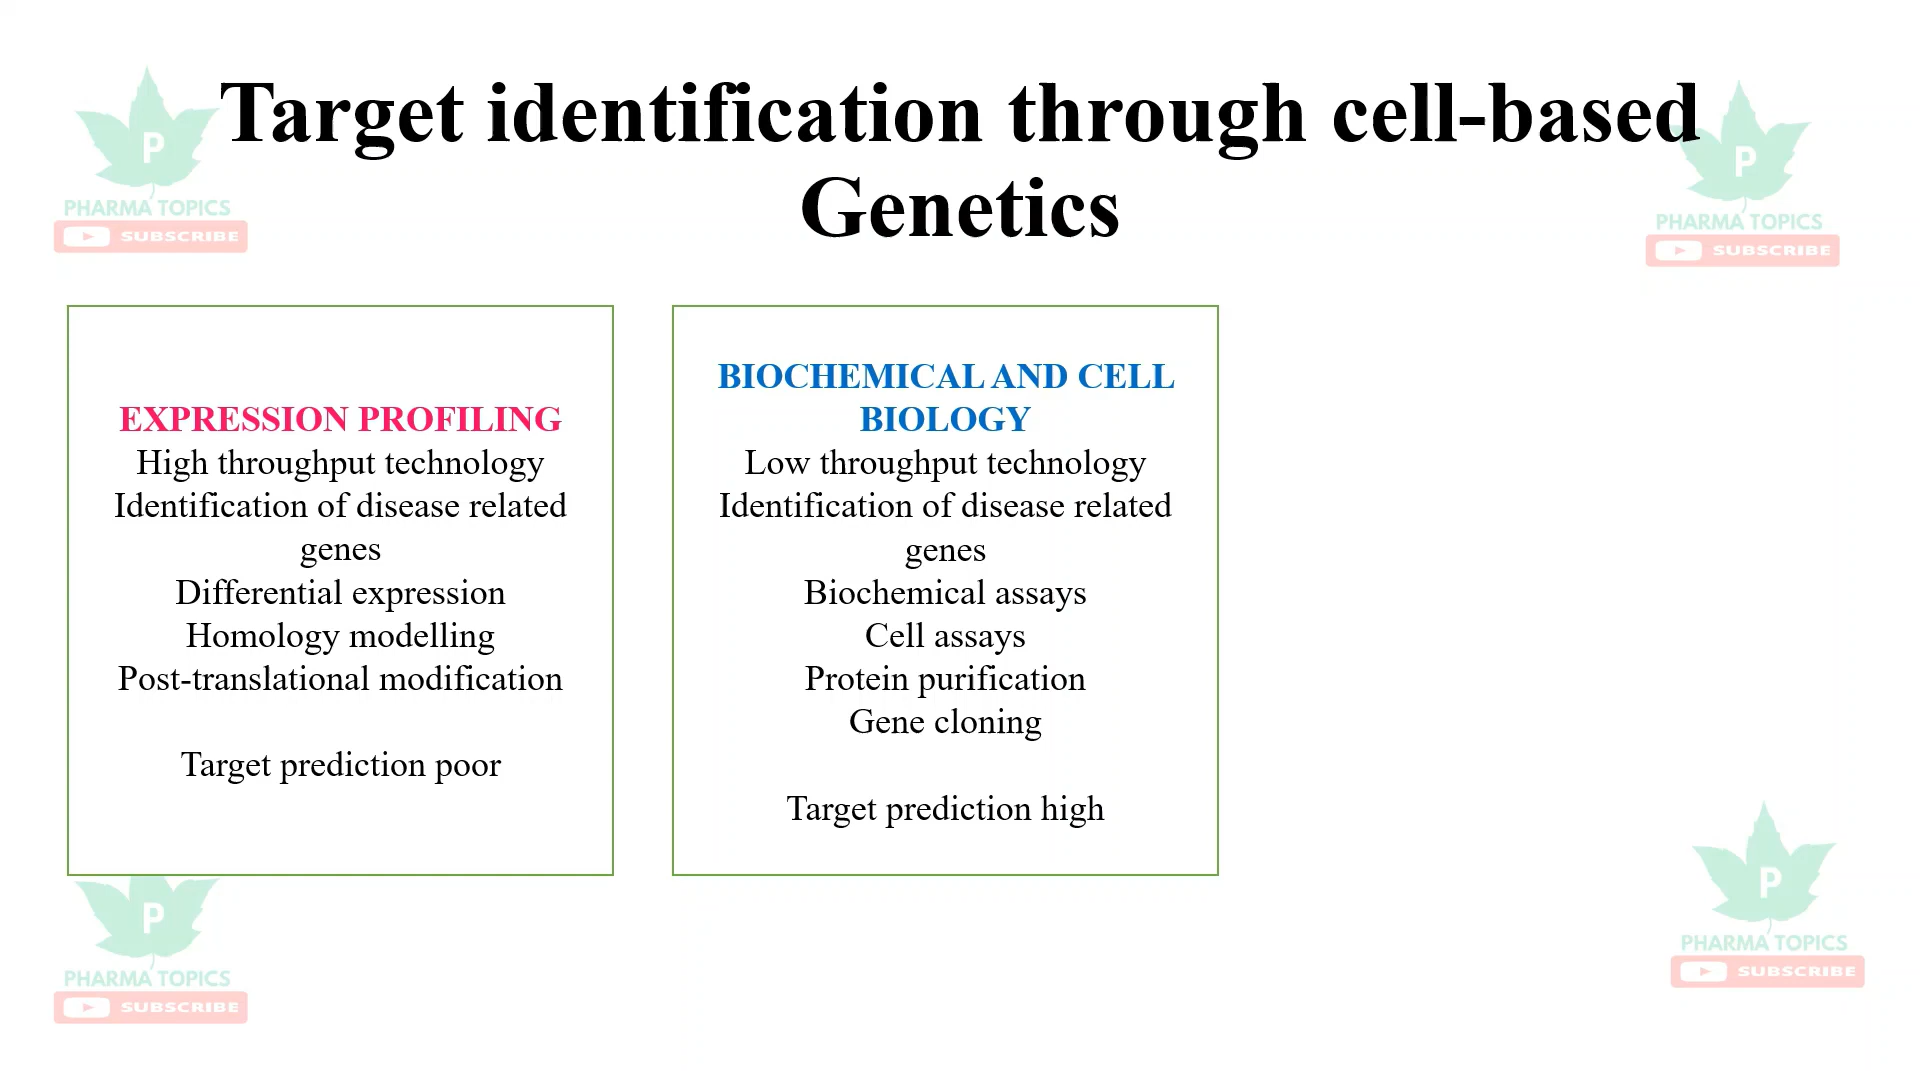 Target identification through cell-based
Genetics
P
PHARMA TOPICS
SUBSCRIBE
P
PHARMA TOPICS
SUBSCRIBE
EXPRESSION PROFILING
High throughput technology
Identification of disease related
genes
Differential expression
Homology modelling
Post-translational modification
Target prediction poor
BIOCHEMICAL AND CELL
BIOLOGY
Low throughput technology
Identification of disease related
genes
Biochemical assays
Cell assays
Protein purification
Gene cloning
Target prediction high
P
PHARMA TOPICS
SUBSCRIBE
P
PHARMA TOPICS
SUBSCRIBE